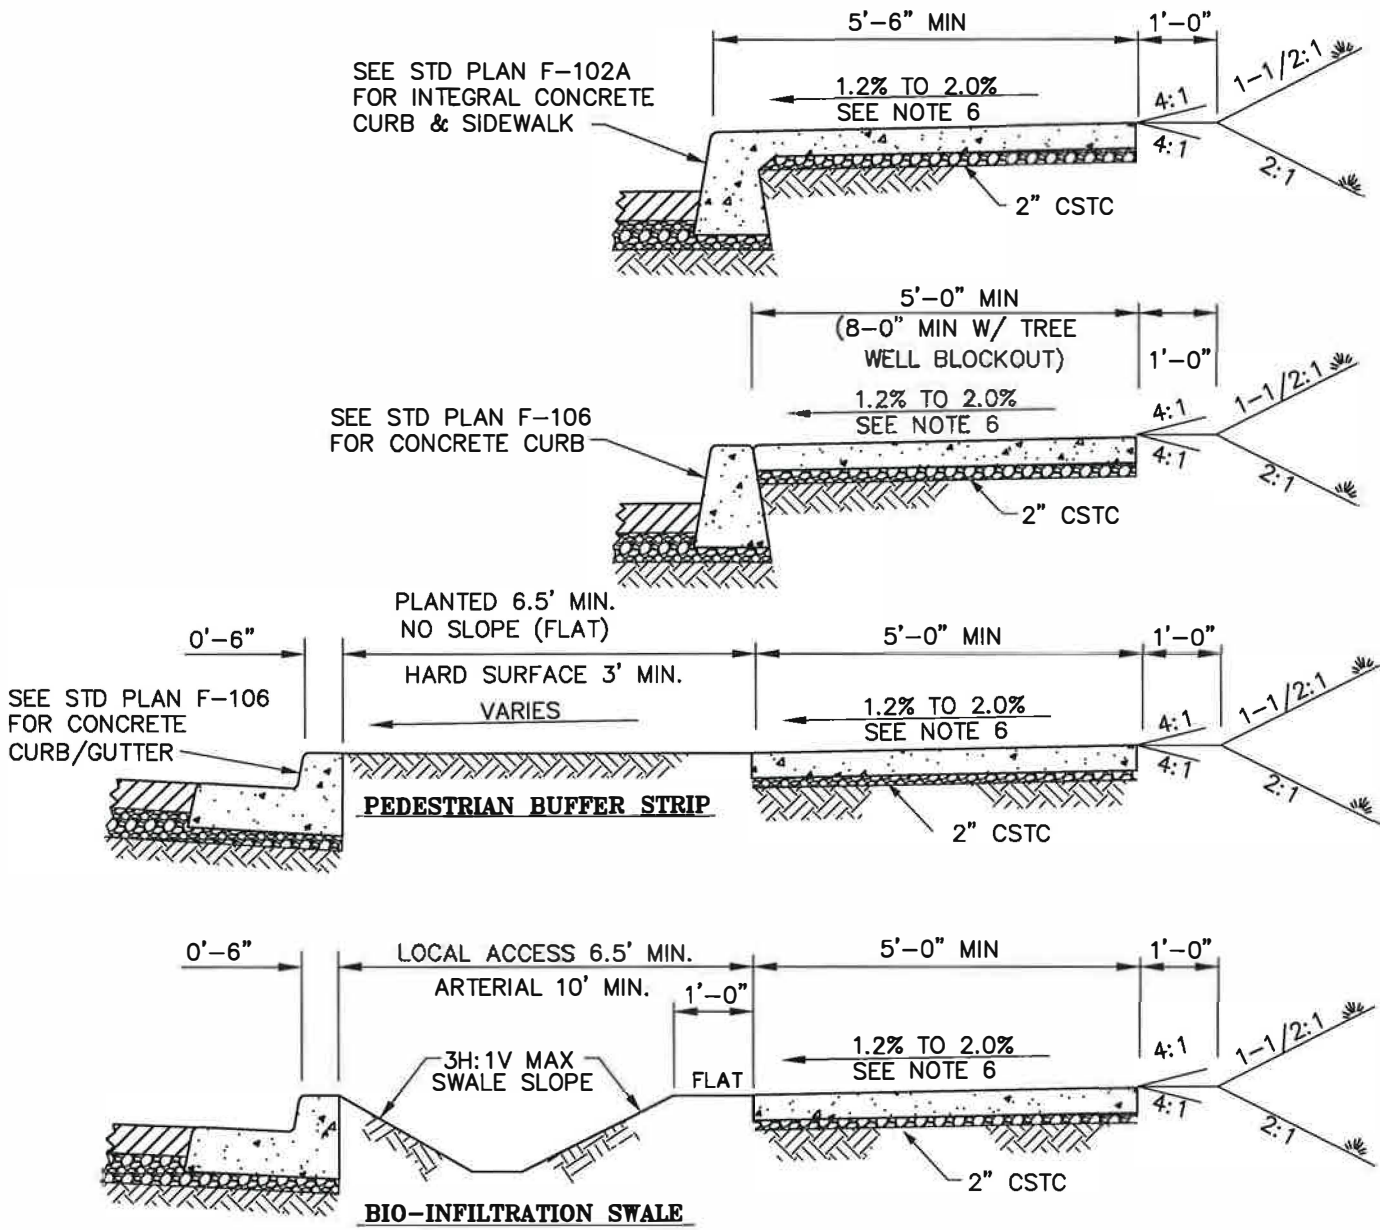 5'-6" MIN
1'-0"
SEE STD PLAN F-102A
FOR INTEGRAL CONCRETE
CURB & SIDEWALK
1.2% TO 2.0%
SEE NOTE 6
4:1
4:1
1-1/2:1
2:1
2" CSTC
5'-0" MIN
(8-0" MIN W/ TREE
WELL BLOCKOUT)
1'-0"
SEE STD PLAN F-106
FOR CONCRETE CURB
1.2% TO 2.0%
SEE NOTE 6
4:1
4:1
1-1/2:1
2:1
2" CSTC
0'-6"
PLANTED 6.5' MIN.
NO SLOPE (FLAT)
HARD SURFACE 3' MIN.
VARIES
5'-0" MIN
1'-0"
SEE STD PLAN F-106
FOR CONCRETE
CURB/GUTTER
1.2% TO 2.0%
SEE NOTE 6
4:1
4:1
1-1/2:1
2:1
PEDESTRIAN BUFFER STRIP
2" CSTC
0'-6"
LOCAL ACCESS 6.5' MIN.
ARTERIAL 10' MIN.
1'-0"
5'-0" MIN
1'-0"
3H:1V MAX
SWALE SLOPE
FLAT
1.2% TO 2.0%
SEE NOTE 6
4:1
4:1
1-1/2:1
2:1
2" CSTC
BIO-INFILTRATION SWALE